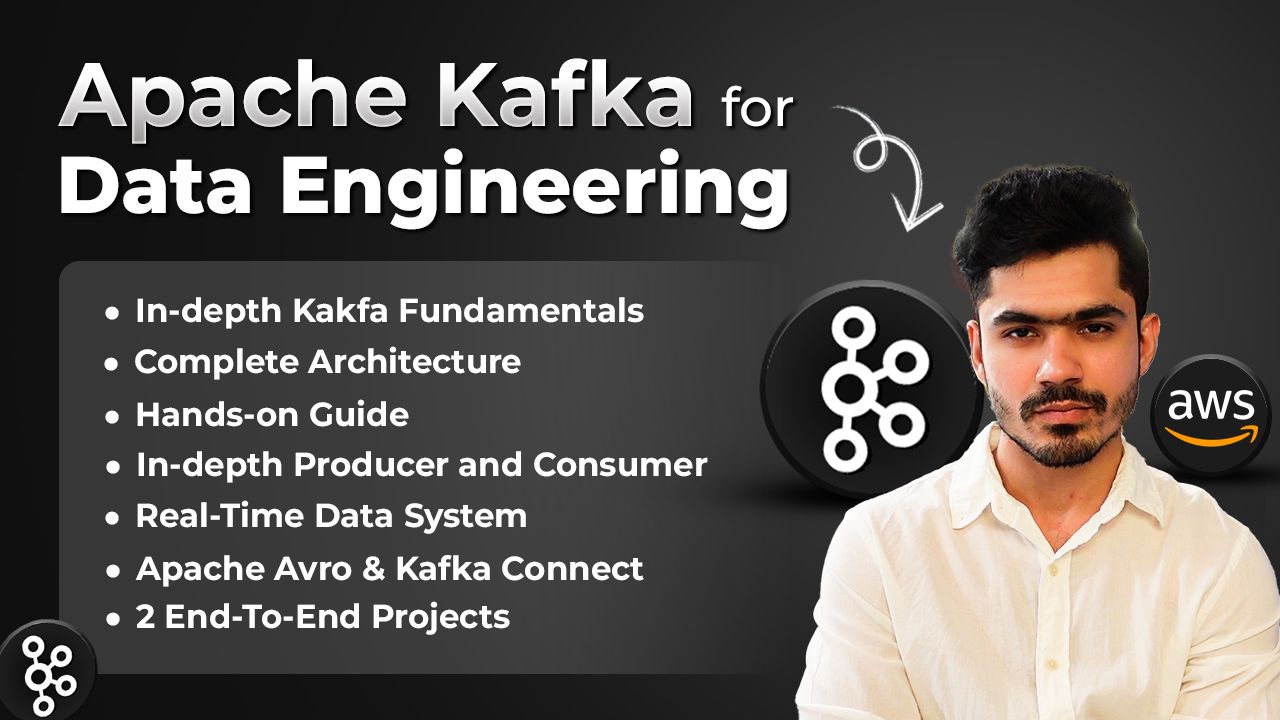 Apache Kafka for
Data Engineering
• In-depth Kakfa Fundamentals
• Complete Architecture
• Hands-on Guide
• In-depth Producer and Consumer
• Real-Time Data System
• Apache Avro & Kafka Connect
• 2 End-To-End Projects
aws